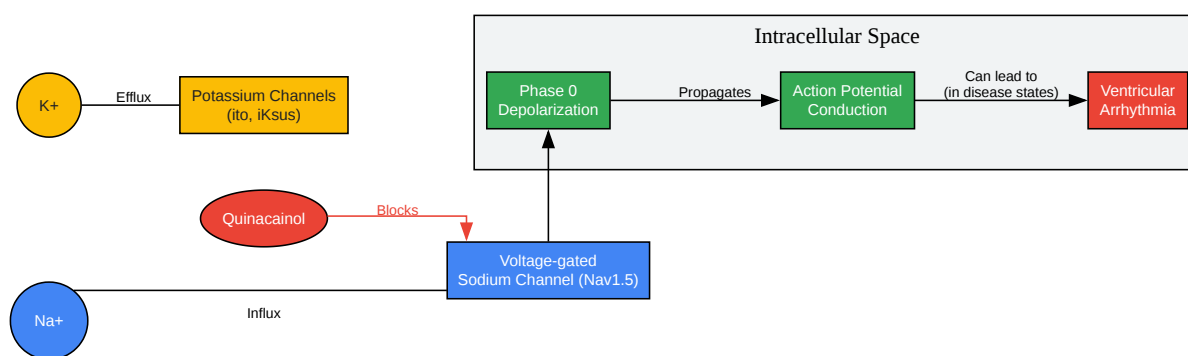 Intracellular Space
K+
Efflux
Potassium Channels
(ito, iKsus)
Phase 0
Depolarization
Propagates
Action Potential
Conduction
Can lead to
(in disease states)
Ventricular
Arrhythmia
Quinacainol
Blocks
Voltage-gated
Sodium Channel (Nav1.5)
Na+
Influx